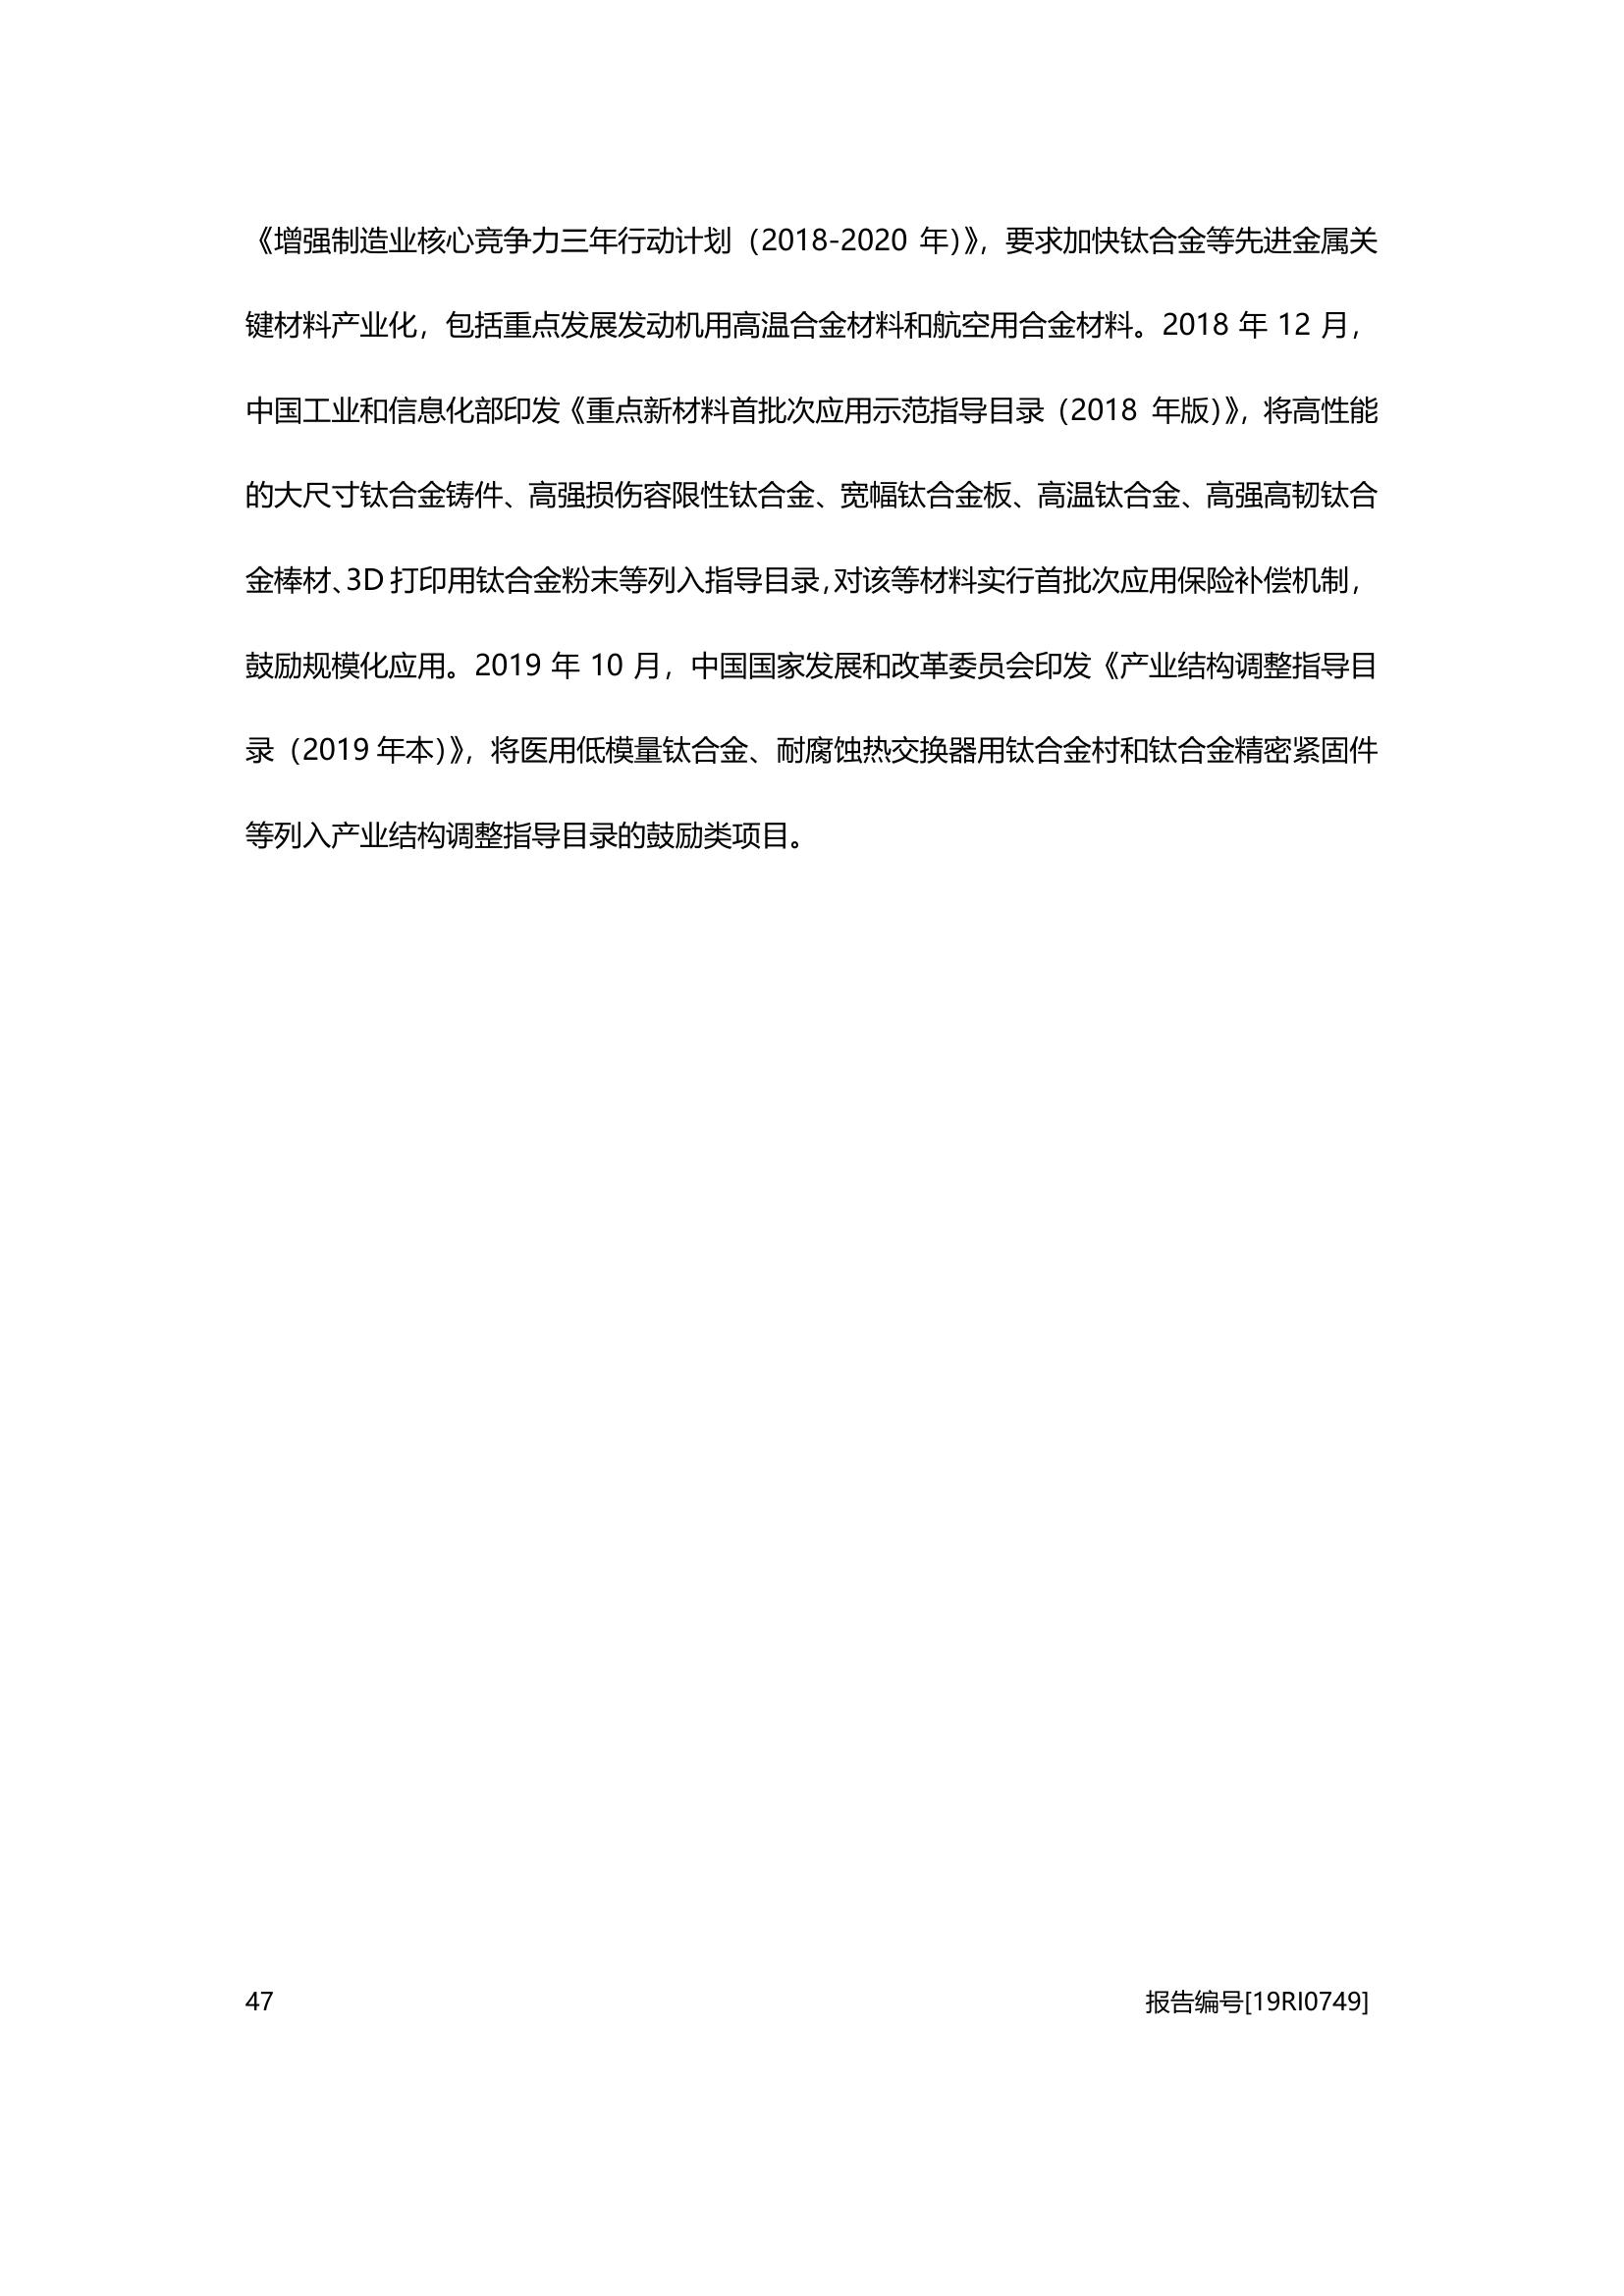 《增强制造业核心竞争力三年行动计划（2018-2020 年）》，要求加快钛合金等先进金属关
键材料产业化，包括重点发展发动机用高温合金材料和航空用合金材料。2018 年 12 月，
中国工业和信息化部印发《重点新材料首批次应用示范指导目录（2018 年版）》，将高性能
的大尺寸钛合金铸件、高强损伤容限性钛合金、宽幅钛合金板、高温钛合金、高强高韧钛合
金棒材、3D 打印用钛合金粉末等列入指导目录，对该等材料实行首批次应用保险补偿机制，
鼓励规模化应用。2019 年 10 月，中国国家发展和改革委员会印发《产业结构调整指导目
录（2019 年本）》，将医用低模量钛合金、耐腐蚀热交换器用钛合金村和钛合金精密紧固件
等列入产业结构调整指导目录的鼓励类项目。
47 报告编号[19RI0749]